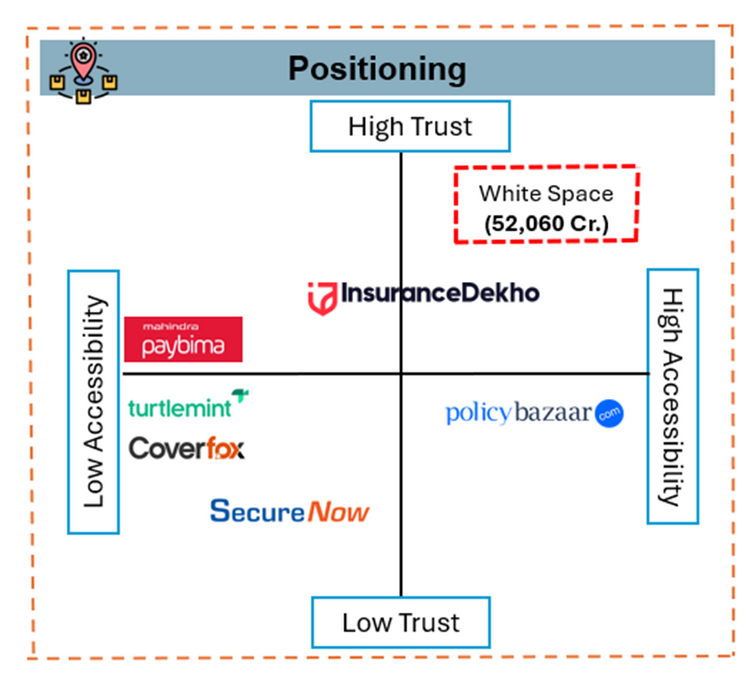 Positioning
High Trust
White Space
(52,060 Cr.)
InsuranceDekho
Low Accessibility
High Accessibility
mahindra
paybima
turtlemint
policybazaar.com
Coverfox
SecureNow
Low Trust